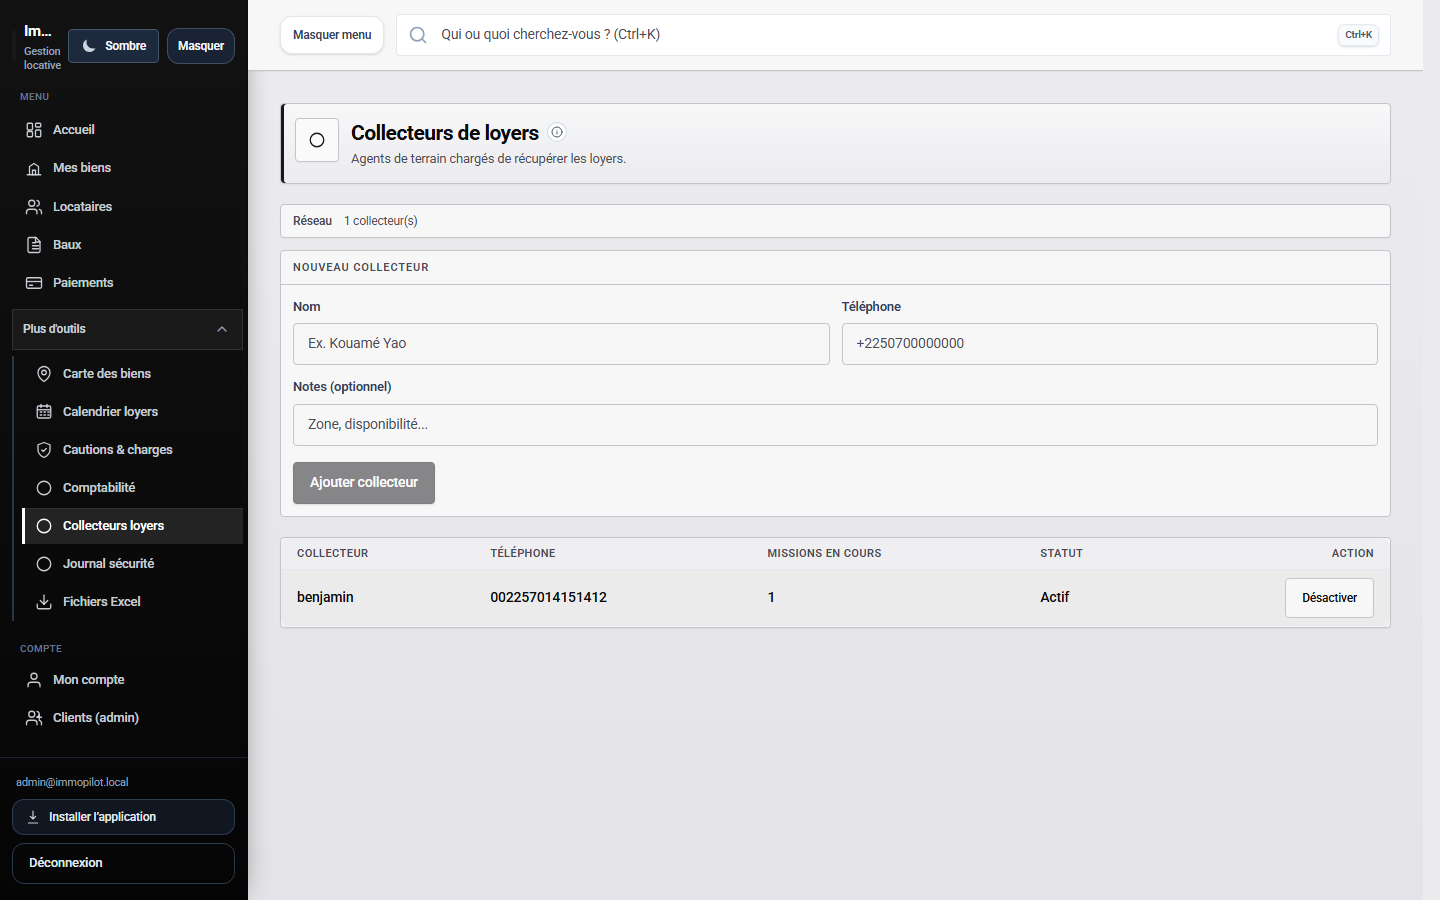 Im...
Gestion
locative
Sombre
Masquer
MENU
Accueil
Mes biens
Locataires
Baux
Paiements
Plus d'outils
Carte des biens
Calendrier loyers
Cautions & charges
Comptabilité
Collecteurs loyers
Journal sécurité
Fichiers Excel
COMPTE
Mon compte
Clients (admin)
admin@immopilot.local
Installer l'application
Déconnexion
Masquer menu
Qui ou quoi cherchez-vous ? (Ctrl+K)
Ctrl+K
Collecteurs de loyers
Agents de terrain chargés de récupérer les loyers.
Réseau 1 collecteur(s)
NOUVEAU COLLECTEUR
Nom
Téléphone
Ex. Kouamé Yao
+2250700000000
Notes (optionnel)
Zone, disponibilité...
Ajouter collecteur
COLLECTEUR TÉLÉPHONE MISSIONS EN COURS STATUT ACTION
benjamin 002257014151412 1 Actif Désactiver